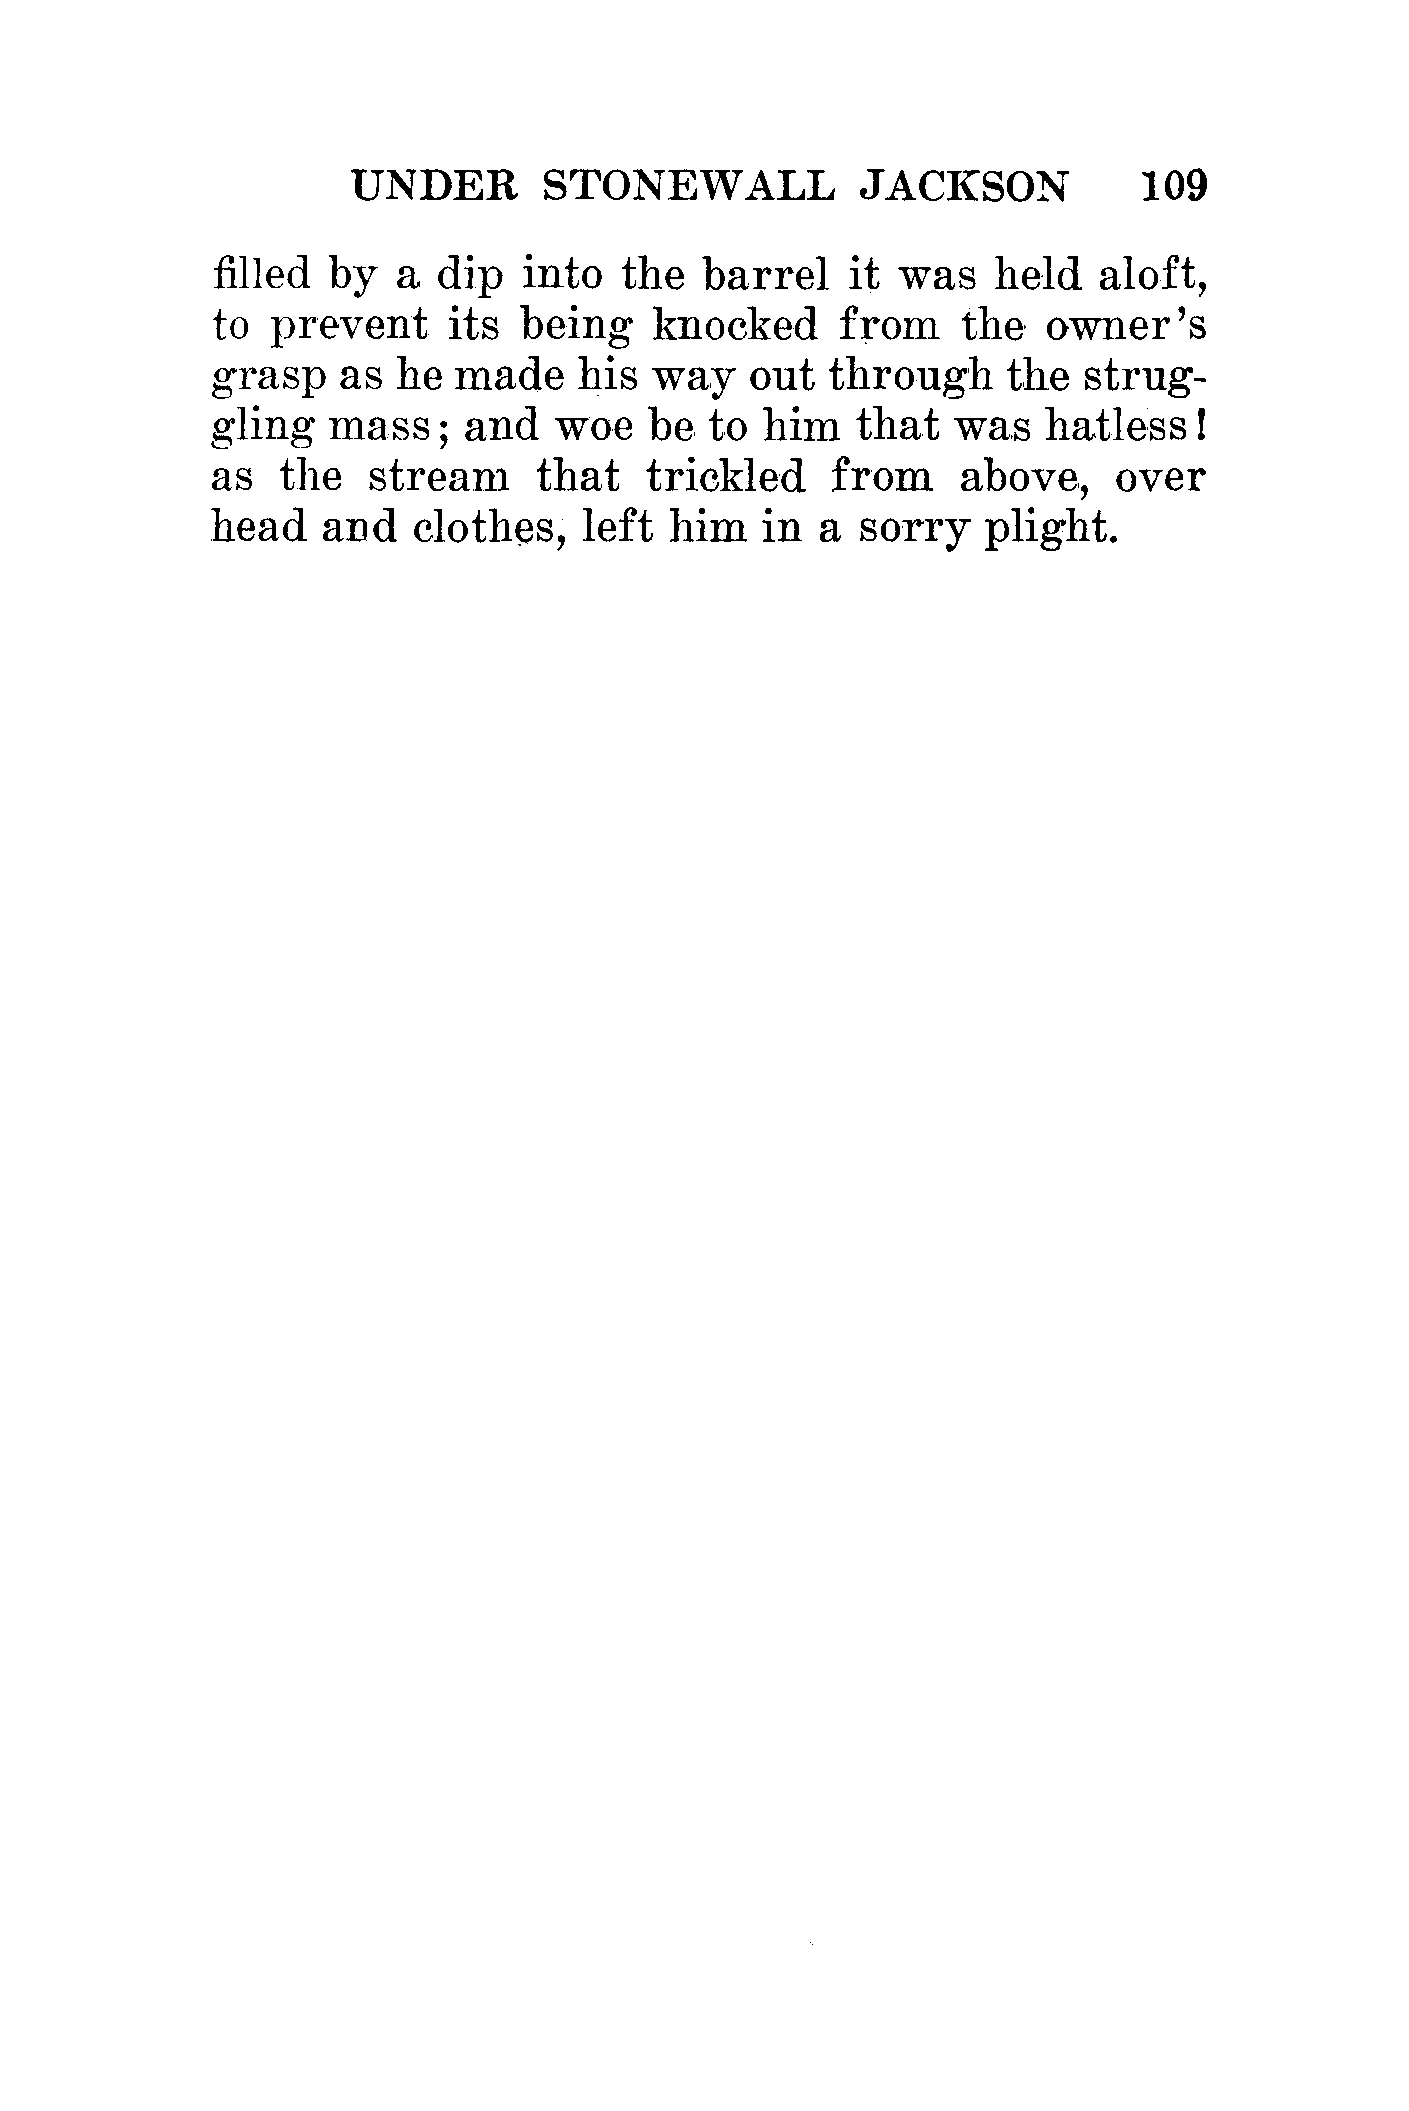 UNDER STONEWALL JACKSON 109
filled by a dip into the barrel it was held aloft,
to prevent its being knocked from the owner's
grasp as he made his way out through the strug-
gling mass; and woe be to him that was hatless!
as the stream that trickled from above, over
head and clothes, left him in a sorry plight.